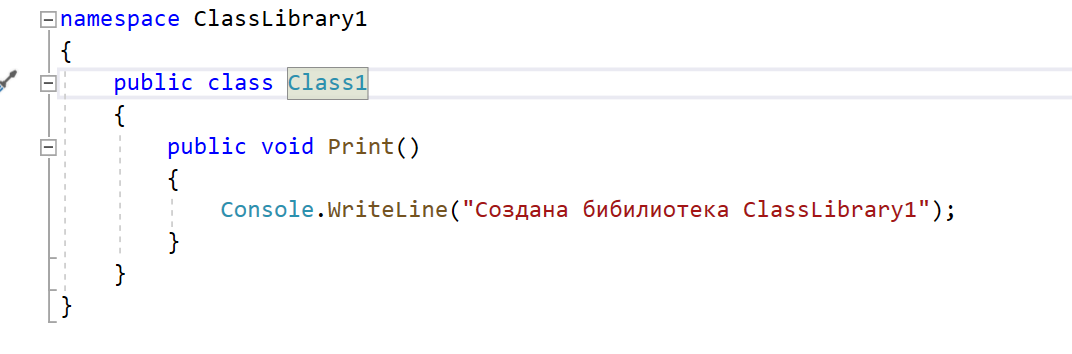 namespace ClassLibrary1
{
public class Class1
{
public void Print()
{
Console.WriteLine("Создана бибилиотека ClassLibrary1");
}
}
}